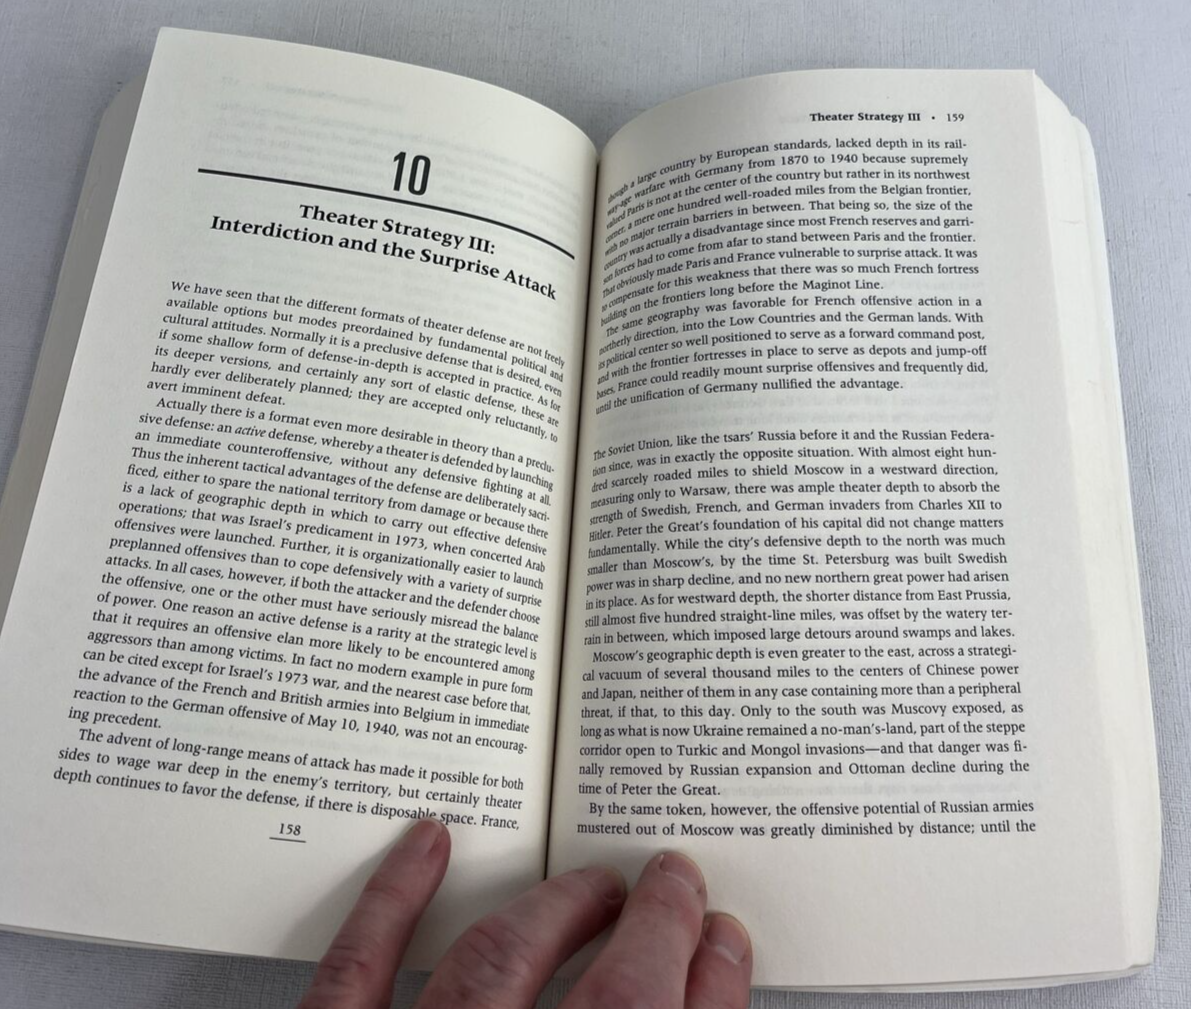 10
Theater Strategy III:
Interdiction and the Surprise Attack
We have seen that the different formats of theater defense are not freely
available options but modes preordained by fundamental political and
cultural attitudes. Normally it is a preclusive defense that is desired, even
if some shallow form of defense-in-depth is accepted in practice. As for
its deeper versions, and certainly any sort of elastic defense, these are
hardly ever deliberately planned; they are accepted only reluctantly, to
avert imminent defeat.
Actually there is a format even more desirable in theory than a preclu-
sive defense: an active defense, whereby a theater is defended by launching
an immediate counteroffensive, without any defensive fighting at all.
Thus the inherent tactical advantages of the defense are deliberately sacri-
ficed, either to spare the national territory from damage or because there
is a lack of geographic depth in which to carry out effective defensive
operations; that was Israel's predicament in 1973, when concerted Arab
offensives were launched. Further, it is organizationally easier to launch
preplanned offensives than to cope defensively with a variety of surprise
attacks. In all cases, however, if both the attacker and the defender choose
the offensive, one or the other must have seriously misread the balance
of power. One reason an active defense is a rarity at the strategic level is
that it requires an offensive elan more likely to be encountered among
aggressors than among victims. In fact no modern example in pure form
can be cited except for Israel's 1973 war, and the nearest case before that,
the advance of the French and British armies into Belgium in immediate
reaction to the German offensive of May 10, 1940, was not an encourag-
ing precedent.
The advent of long-range means of attack has made it possible for both
sides to wage war deep in the enemy's territory, but certainly theater
depth continues to favor the defense, if there is disposable space. France,
158
Theater Strategy III • 159
though a large country by European standards, lacked depth in its rail-
way-age warfare with Germany from 1870 to 1940 because supremely
valued Paris is not at the center of the country but rather in its northwest
corner, a mere one hundred well-roaded miles from the Belgian frontier,
with no major terrain barriers in between. That being so, the size of the
country was actually a disadvantage since most French reserves and garri-
son forces had to come from afar to stand between Paris and the frontier.
That obviously made Paris and France vulnerable to surprise attack. It was
to compensate for this weakness that there was so much French fortress
building on the frontiers long before the Maginot Line.
The same geography was favorable for French offensive action in a
northerly direction, into the Low Countries and the German lands. With
its political center so well positioned to serve as a forward command post,
and with the frontier fortresses in place to serve as depots and jump-off
bases, France could readily mount surprise offensives and frequently did,
until the unification of Germany nullified the advantage.
The Soviet Union, like the tsars' Russia before it and the Russian Federa-
tion since, was in exactly the opposite situation. With almost eight hun-
dred scarcely roaded miles to shield Moscow in a westward direction,
measuring only to Warsaw, there was ample theater depth to absorb the
strength of Swedish, French, and German invaders from Charles XII to
Hitler. Peter the Great's foundation of his capital did not change matters
fundamentally. While the city's defensive depth to the north was much
smaller than Moscow's, by the time St. Petersburg was built Swedish
power was in sharp decline, and no new northern great power had arisen
in its place. As for westward depth, the shorter distance from East Prussia,
still almost five hundred straight-line miles, was offset by the watery ter-
rain in between, which imposed large detours around swamps and lakes.
Moscow's geographic depth is even greater to the east, across a strategi-
cal vacuum of several thousand miles to the centers of Chinese power
and Japan, neither of them in any case containing more than a peripheral
threat, if that, to this day. Only to the south was Muscovy exposed, as
long as what is now Ukraine remained a no-man's-land, part of the steppe
corridor open to Turkic and Mongol invasions—and that danger was fi-
nally removed by Russian expansion and Ottoman decline during the
time of Peter the Great.
By the same token, however, the offensive potential of Russian armies
mustered out of Moscow was greatly diminished by distance; until the